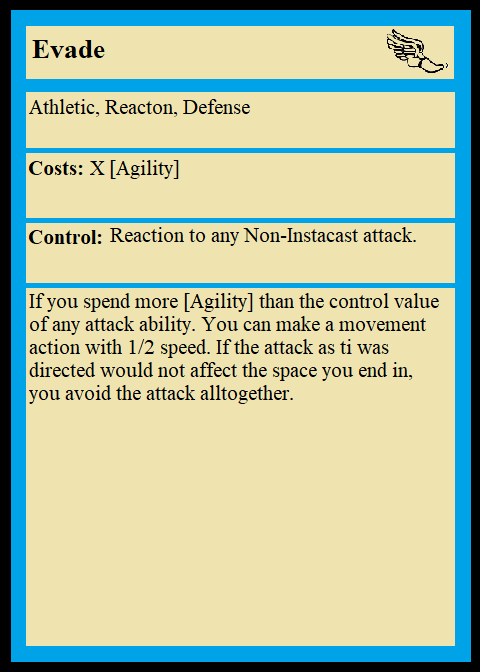 Evade
Athletic, Reacton, Defense
Costs: X [Agility]
Control: Reaction to any Non-Instacast attack.
If you spend more [Agility] than the control value
of any attack ability. You can make a movement
action with 1/2 speed. If the attack as ti was
directed would not affect the space you end in,
you avoid the attack alltogether.